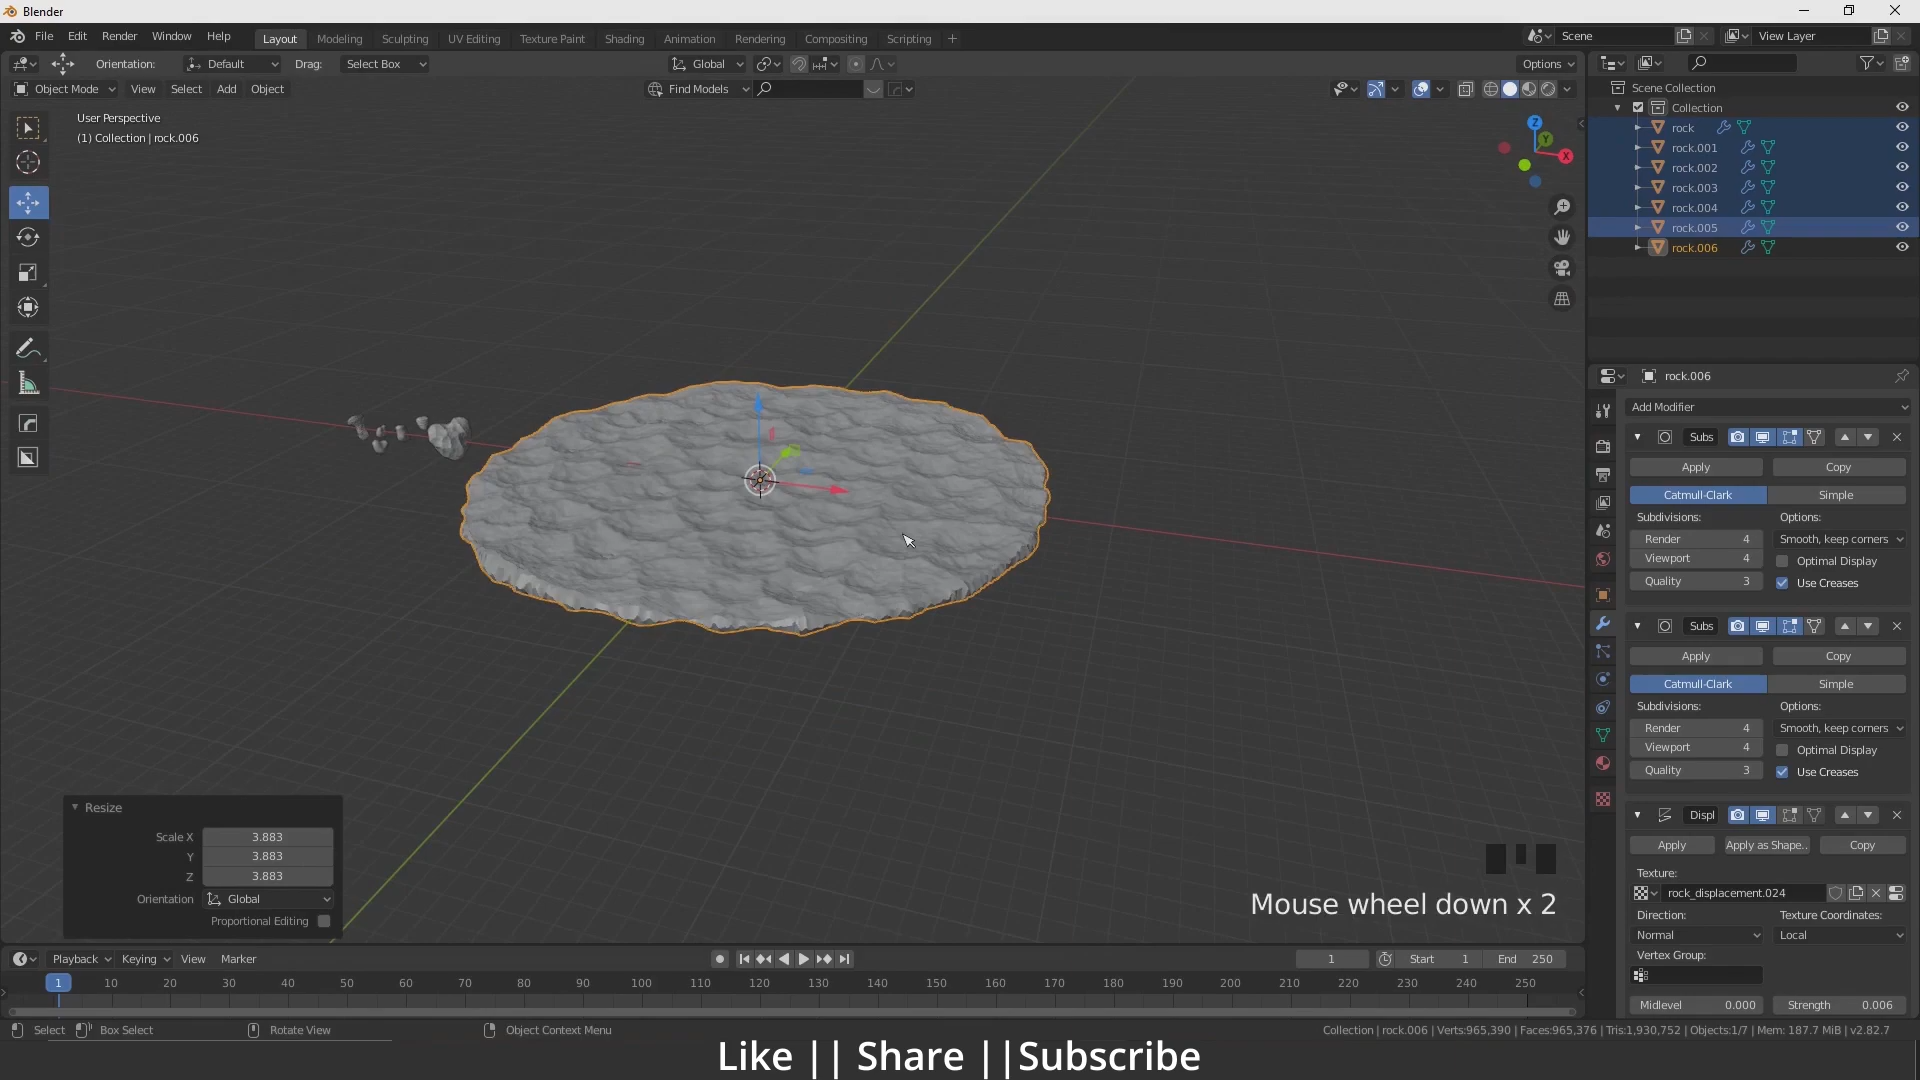 Blender
File Edit Render Window Help
Layout Modeling Sculpting UV Editing Texture Paint Shading Animation Rendering Compositing Scripting +
Scene
View Layer
Orientation: Default Drag: Select Box
Global
Options
Object Mode View Select Add Object
Find Models
User Perspective
(1) Collection | rock.006
Z
Y
X
Scene Collection
Collection
rock
rock.001
rock.002
rock.003
rock.004
rock.005
rock.006
rock.006
Add Modifier
Subs
Apply Copy
Catmull-Clark Simple
Subdivisions: Options:
Render 4 Smooth, keep corners
Viewport 4 Optimal Display
Quality 3 Use Creases
Subs
Apply Copy
Catmull-Clark Simple
Subdivisions: Options:
Render 4 Smooth, keep corners
Viewport 4 Optimal Display
Quality 3 Use Creases
Displ
Apply Apply as Shape.. Copy
Texture:
rock_displacement.024
Direction: Texture Coordinates:
Normal Local
Vertex Group:
Midlevel 0.000 Strength 0.006
Resize
Scale X 3.883
Y 3.883
Z 3.883
Orientation Global
Proportional Editing
Mouse wheel down x 2
Playback Keying View Marker
1 Start 1 End 250
1 10 20 30 40 50 60 70 80 90 100 110 120 130 140 150 160 170 180 190 200 210 220 230 240 250
Select Box Select Rotate View Object Context Menu
Collection | rock.006 | Verts:965,390 | Faces:965,376 | Tris:1,930,752 | Objects:1/7 | Mem: 187.7 MiB | v2.82.7
Like || Share ||Subscribe